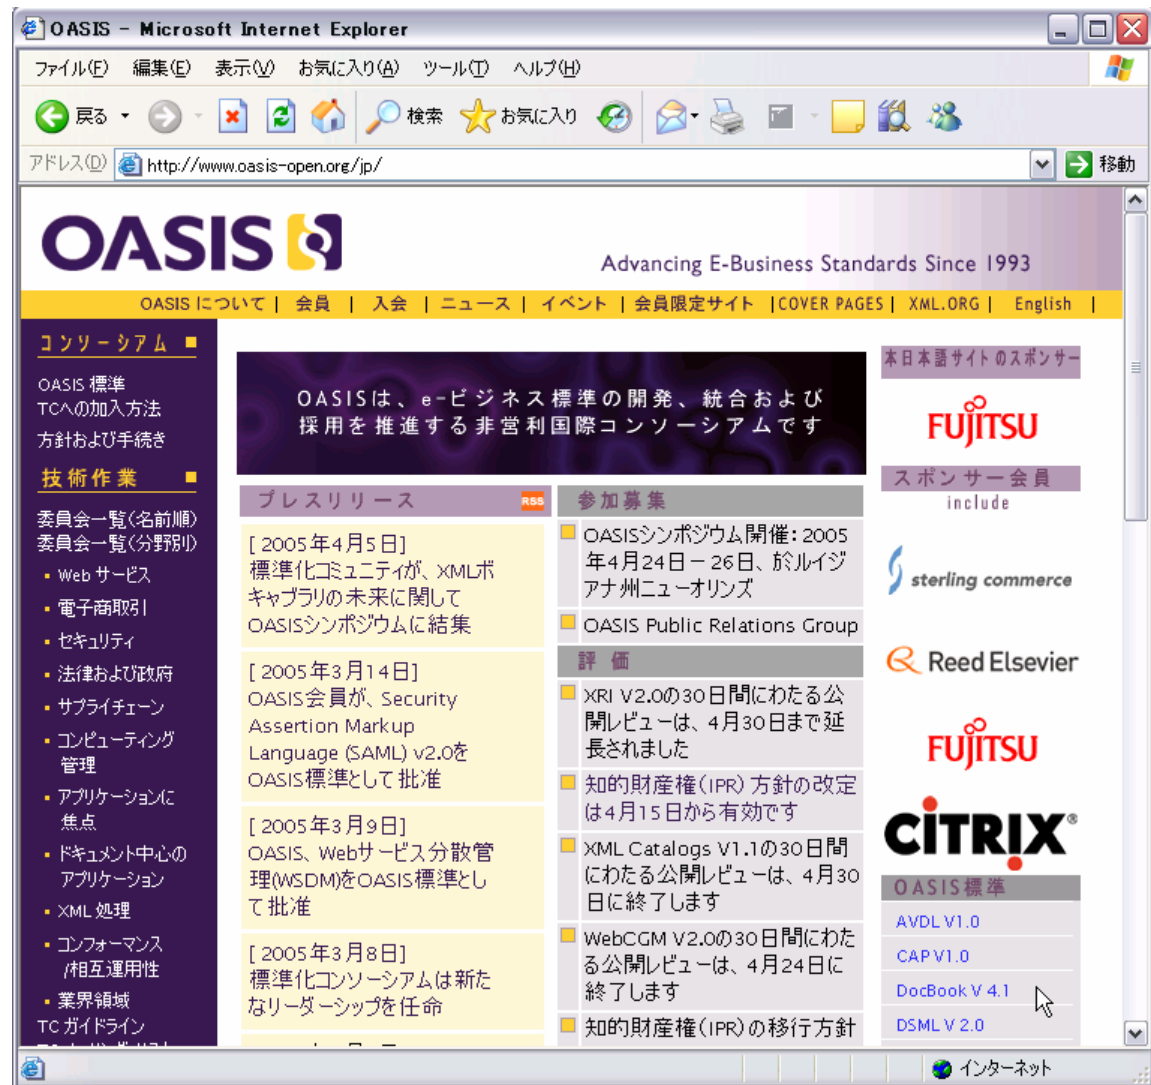 OASIS - Microsoft Internet Explorer
ファイル(F) 編集(E) 表示(V) お気に入り(A) ツール(T) ヘルプ(H)
戻る 検索 お気に入り
アドレス(D) http://www.oasis-open.org/jp/ 移動
OASIS
Advancing E-Business Standards Since 1993
OASIS について | 会員 | 入会 | ニュース | イベント | 会員限定サイト | COVER PAGES | XML.ORG | English |
コンソーシアム
OASIS 標準
TCへの加入方法
方針および手続き
技術作業
委員会一覧(名前順)
委員会一覧(分野別)
Web サービス
電子商取引
セキュリティ
法律および政府
サプライチェーン
コンピューティング
管理
アプリケーションに
焦点
ドキュメント中心の
アプリケーション
XML 処理
コンフォーマンス
/相互運用性
業界領域
TC ガイドライン
OASISは、e-ビジネス標準の開発、統合および
採用を推進する非営利国際コンソーシアムです
プレスリリース RSS
[ 2005年4月5日]
標準化コミュニティが、XMLボ
キャブラリの未来に関して
OASISシンポジウムに結集
[ 2005年3月14日]
OASIS会員が、Security
Assertion Markup
Language (SAML) v2.0を
OASIS標準として批准
[ 2005年3月9日]
OASIS、Webサービス分散管
理(WSDM)をOASIS標準とし
て批准
[ 2005年3月8日]
標準化コンソーシアムは新た
なリーダーシップを任命
参加募集
OASISシンポジウム開催：2005
年4月24日－26日、於ルイジ
アナ州ニューオリンズ
OASIS Public Relations Group
評価
XRI V2.0の30日間にわたる公
開レビューは、4月30日まで延
長されました
知的財産権(IPR) 方針の改定
は4月15日から有効です
XML Catalogs V1.1の30日間
にわたる公開レビューは、4月30
日に終了します
WebCGM V2.0の30日間にわた
る公開レビューは、4月24日に
終了します
知的財産権(IPR)の移行方針
本日本語サイトのスポンサー
FUJITSU
スポンサー会員
include
sterling commerce
Reed Elsevier
FUJITSU
CITRIX®
OASIS標準
AVDL V1.0
CAP V1.0
DocBook V 4.1
DSML V 2.0
インターネット